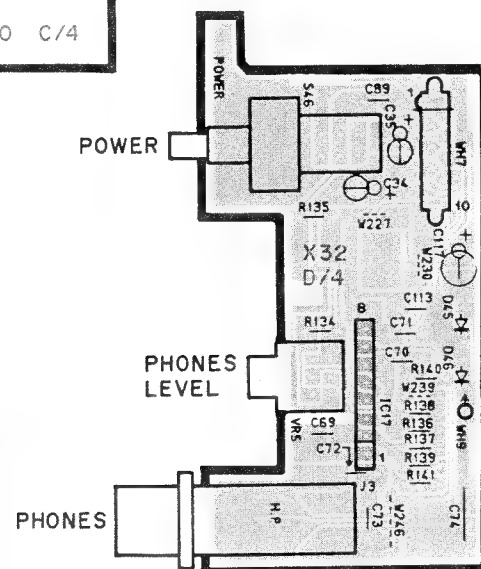 O C/4
POWER
S46
C89
1
C35
+
POWER
WH7
C34
+
R135
10
W227
C117
+
W230
X32
D/4
C113
D45
8
R134
C71
C70
D46
PHONES
LEVEL
R140
W239
R138
IC17
R136
WH9
VR5
C69
R137
C72
R139
1
R141
J3
PHONES
H.P
C73
W246
C74